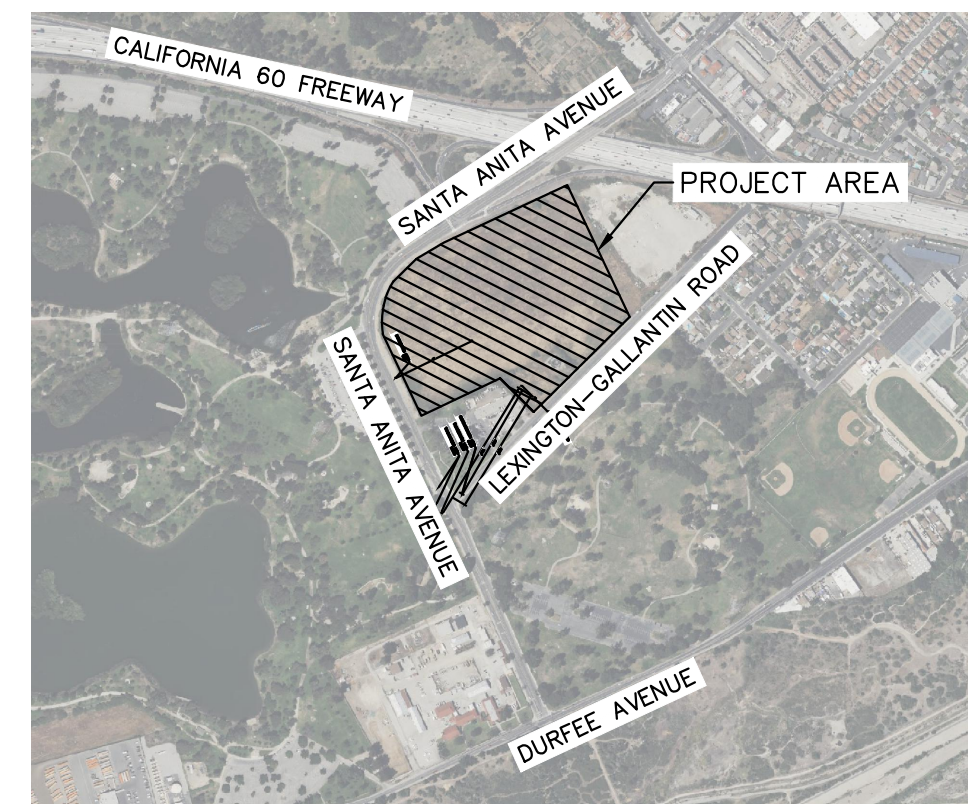 CALIFORNIA 60 FREEWAY
SANTA ANITA AVENUE
PROJECT AREA
LEXINGTON-GALLANTIN ROAD
SANTA ANITA AVENUE
DURFEE AVENUE